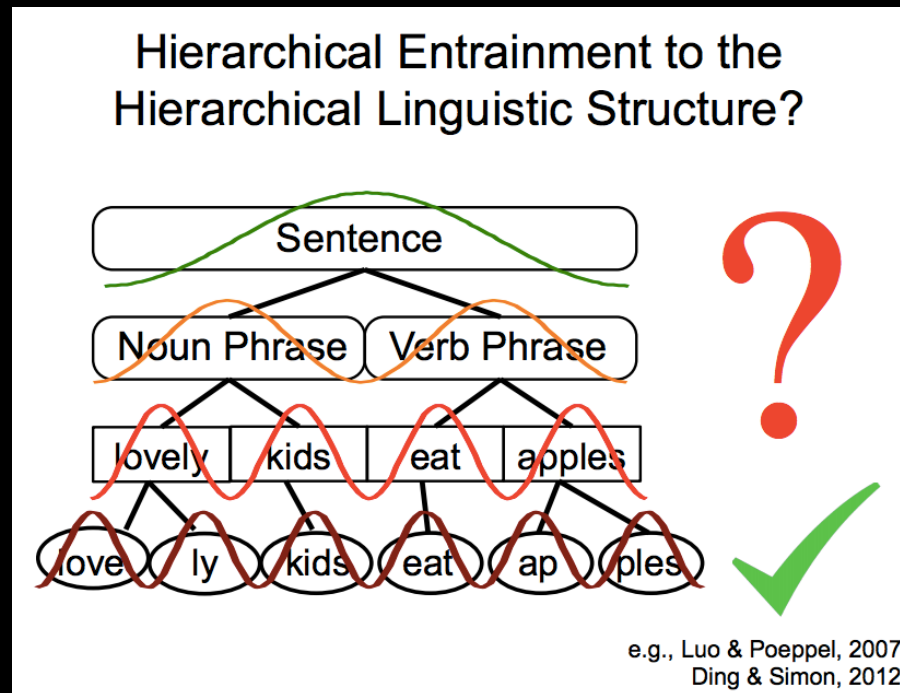 Hierarchical Entrainment to the
Hierarchical Linguistic Structure?
Sentence
Noun Phrase Verb Phrase
?
lovely kids eat apples
love ly kids eat ap ples
e.g., Luo & Poeppel, 2007
Ding & Simon, 2012